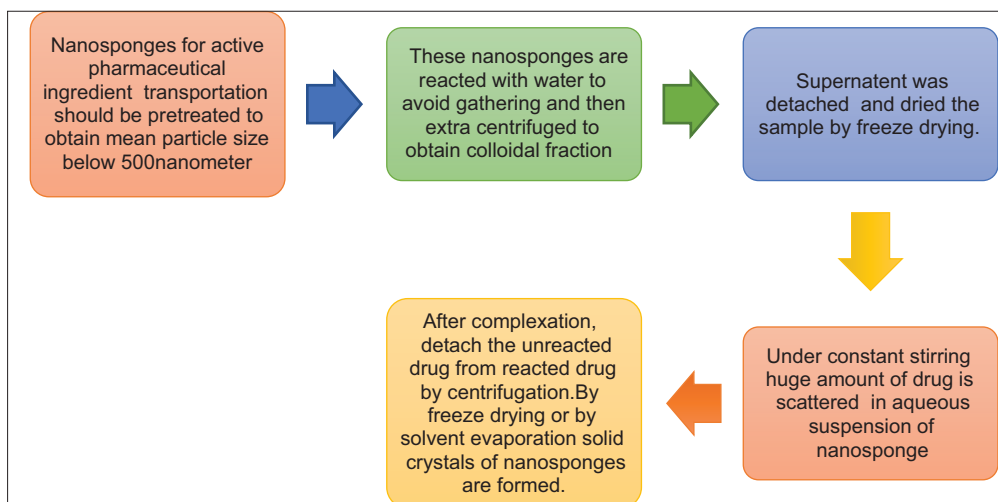 Nanosponges for active
pharmaceutical
ingredient transportation
should be pretreated to
obtain mean particle size
below 500nanometer
These nanosponges are
reacted with water to
avoid gathering and then
extra centrifuged to
obtain colloidal fraction
Supernatent was
detached and dried the
sample by freeze drying.
Under constant stirring
huge amount of drug is
scattered in aqueous
suspension of
nanosponge
After complexation,
detach the unreacted
drug from reacted drug
by centrifugation.By
freeze drying or by
solvent evaporation solid
crystals of nanosponges
are formed.